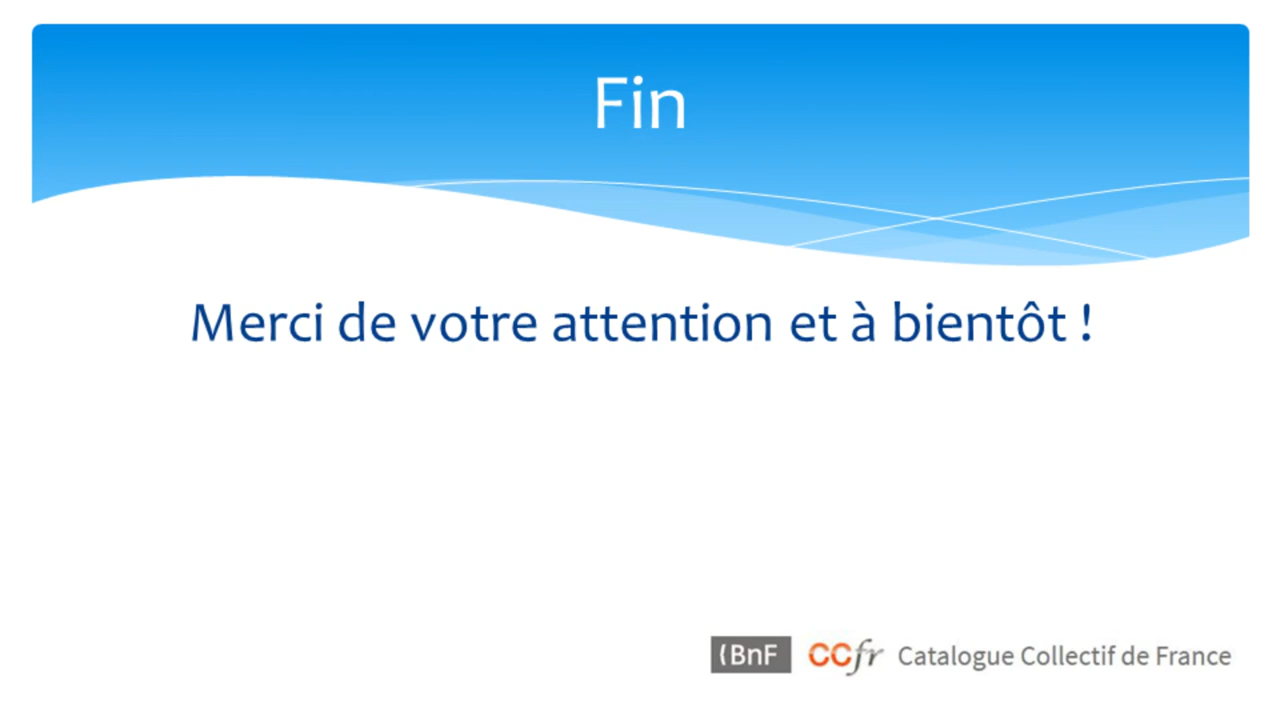 Fin
Merci de votre attention et à bientôt !
{BnF CCfr Catalogue Collectif de France